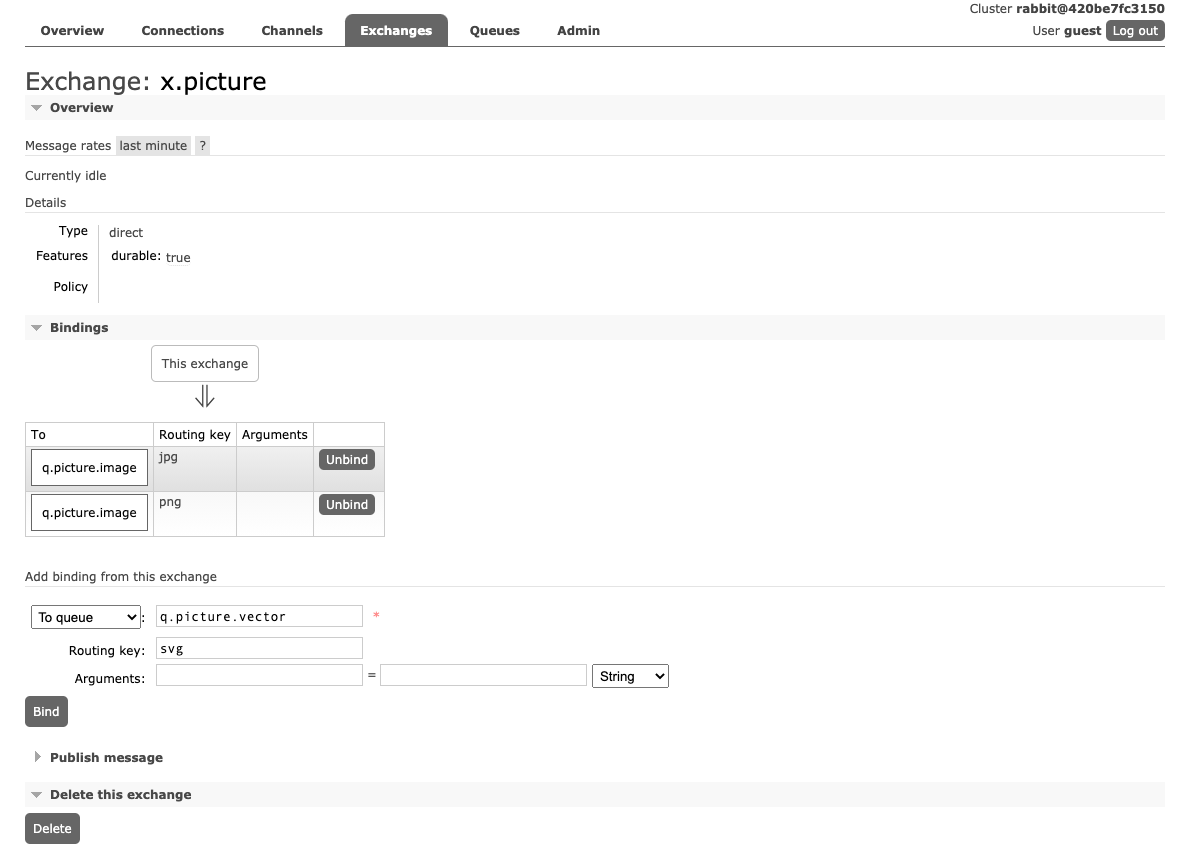 Cluster rabbit@420be7fc3150
Overview Connections Channels Exchanges Queues Admin User guest Log out
Exchange: x.picture
Overview
Message rates last minute ?
Currently idle
Details
Type direct
Features durable: true
Policy
Bindings
This exchange
To Routing key Arguments
q.picture.image jpg Unbind
q.picture.image png Unbind
Add binding from this exchange
To queue : q.picture.vector *
Routing key: svg
Arguments: = String
Bind
Publish message
Delete this exchange
Delete